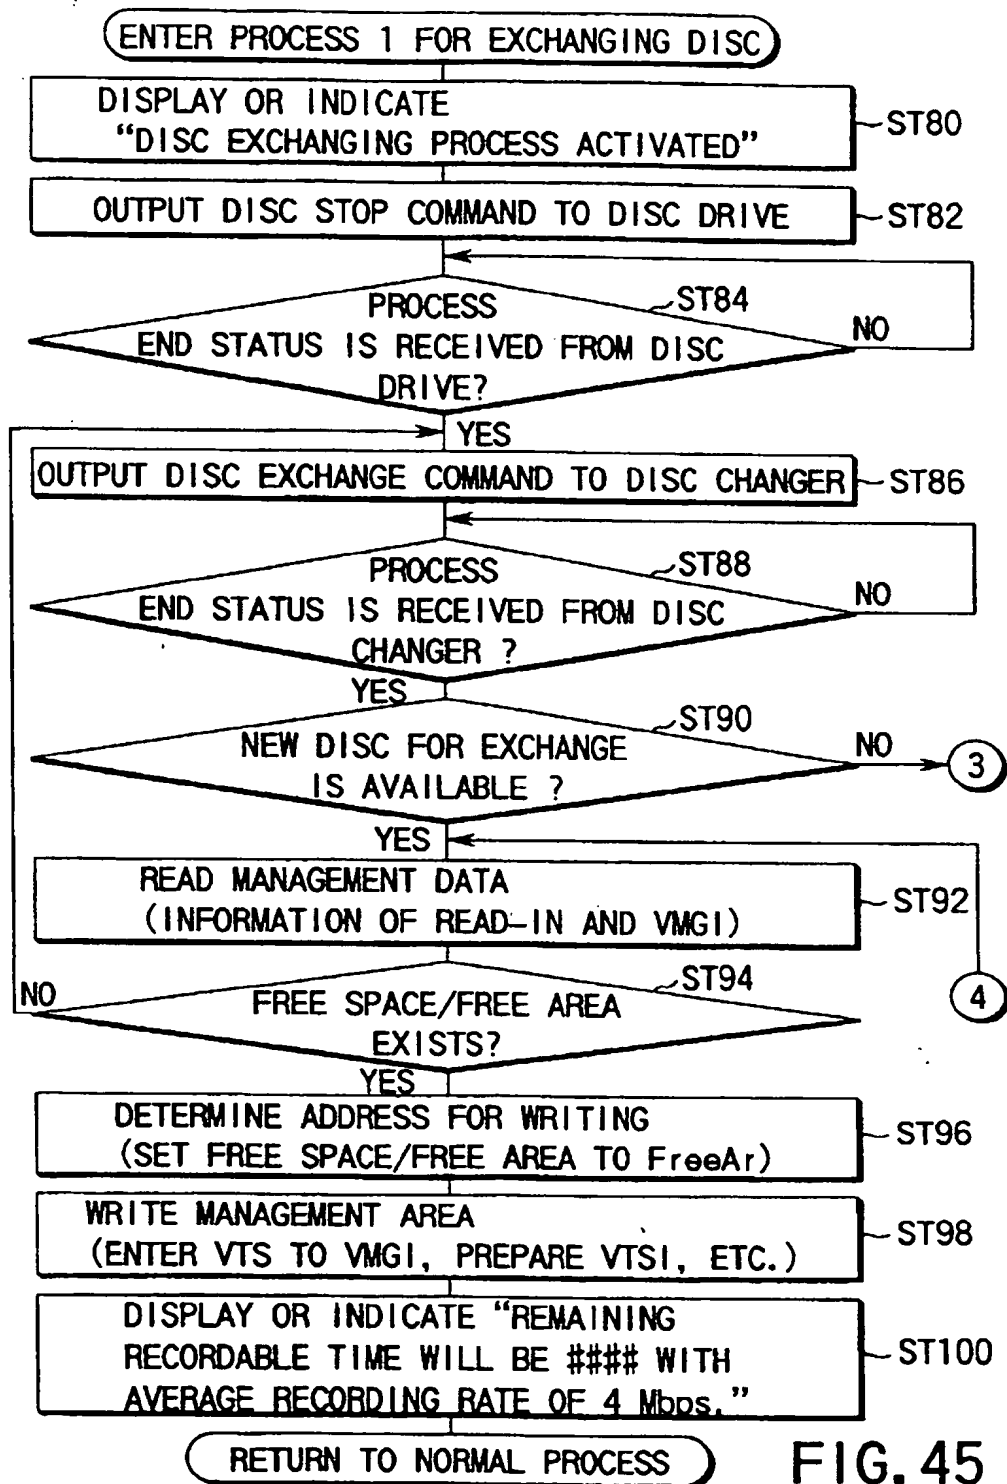 ENTER PROCESS 1 FOR EXCHANGING DISC
DISPLAY OR INDICATE
"DISC EXCHANGING PROCESS ACTIVATED"
ST80
OUTPUT DISC STOP COMMAND TO DISC DRIVE
ST82
ST84
PROCESS
END STATUS IS RECEIVED FROM DISC
DRIVE?
NO
YES
OUTPUT DISC EXCHANGE COMMAND TO DISC CHANGER
ST86
ST88
PROCESS
END STATUS IS RECEIVED FROM DISC
CHANGER ?
NO
YES
ST90
NEW DISC FOR EXCHANGE
IS AVAILABLE ?
NO
3
YES
READ MANAGEMENT DATA
(INFORMATION OF READ-IN AND VMGI)
ST92
ST94
4
NO
FREE SPACE/FREE AREA
EXISTS?
YES
DETERMINE ADDRESS FOR WRITING
(SET FREE SPACE/FREE AREA TO FreeAr)
ST96
WRITE MANAGEMENT AREA
(ENTER VTS TO VMGI, PREPARE VTSI, ETC.)
ST98
DISPLAY OR INDICATE "REMAINING
RECORDABLE TIME WILL BE #### WITH
AVERAGE RECORDING RATE OF 4 Mbps."
ST100
RETURN TO NORMAL PROCESS
FIG. 45